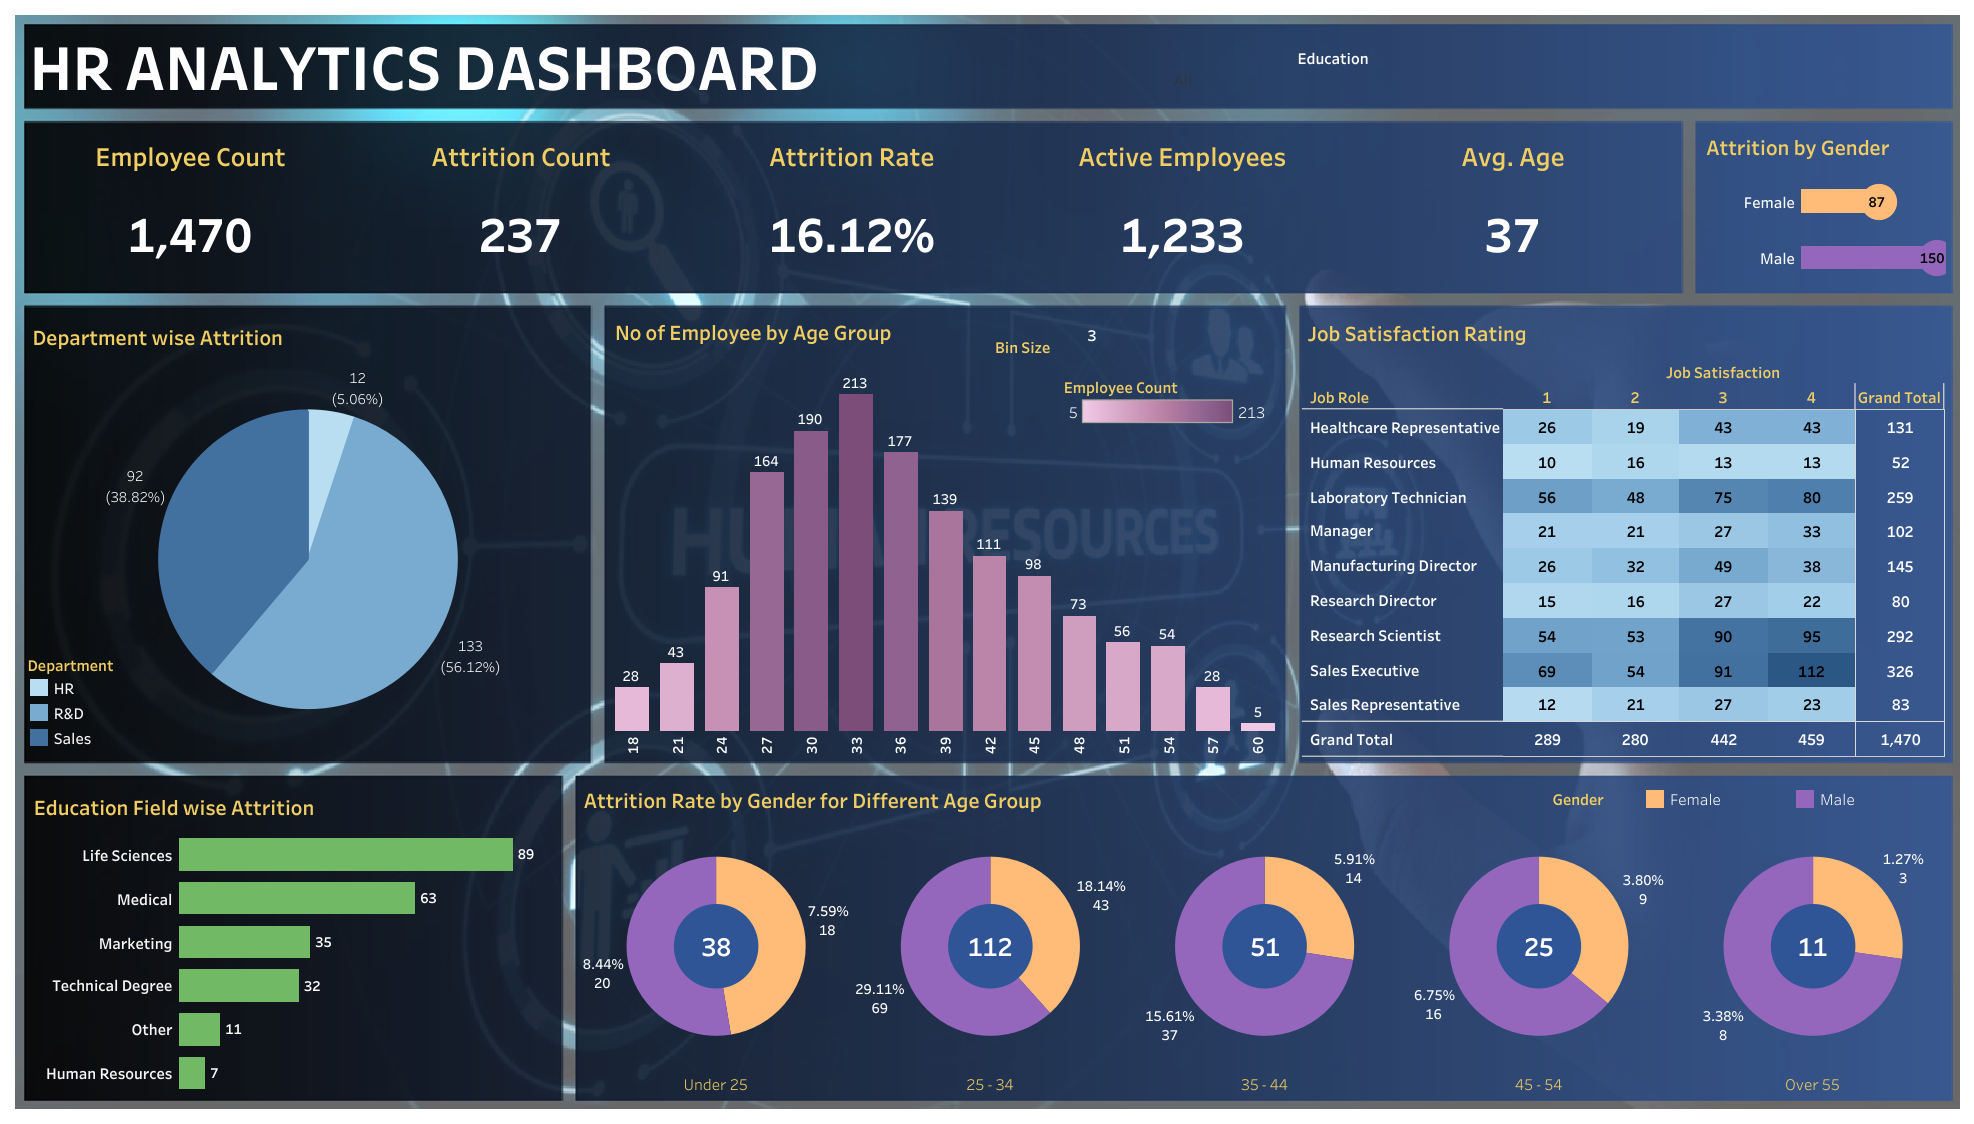 HR ANALYTICS DASHBOARD
Education
All
Employee Count
1,470
Attrition Count
237
Attrition Rate
16.12%
Active Employees
1,233
Avg. Age
37
Attrition by Gender
Female 87
Male 150
Department wise Attrition
12
(5.06%)
92
(38.82%)
133
(56.12%)
Department
HR
R&D
Sales
No of Employee by Age Group
Bin Size 3
Employee Count
5 213
28 43 91 164 190 213 177 139 111 98 73 56 54 28 5
18 21 24 27 30 33 36 39 42 45 48 51 54 57 60
HUMAN RESOURCES
Job Satisfaction Rating
Job Satisfaction
Job Role 1 2 3 4 Grand Total
Healthcare Representative 26 19 43 43 131
Human Resources 10 16 13 13 52
Laboratory Technician 56 48 75 80 259
Manager 21 21 27 33 102
Manufacturing Director 26 32 49 38 145
Research Director 15 16 27 22 80
Research Scientist 54 53 90 95 292
Sales Executive 69 54 91 112 326
Sales Representative 12 21 27 23 83
Grand Total 289 280 442 459 1,470
Education Field wise Attrition
Life Sciences 89
Medical 63
Marketing 35
Technical Degree 32
Other 11
Human Resources 7
Attrition Rate by Gender for Different Age Group
Gender Female Male
7.59%
18
8.44%
20
38
Under 25
18.14%
43
29.11%
69
112
25 - 34
5.91%
14
15.61%
37
51
35 - 44
3.80%
9
6.75%
16
25
45 - 54
1.27%
3
3.38%
8
11
Over 55